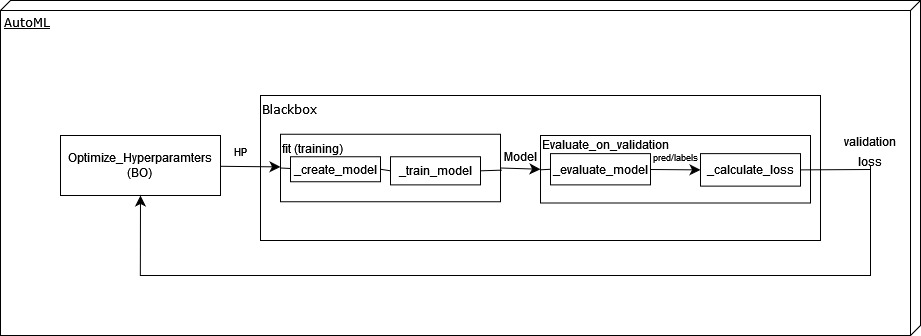 AutoML
Blackbox
Optimize_Hyperparamters
(BO)
HP
fit (training)
_create_model
_train_model
Model
Evaluate_on_validation
_evaluate_model
pred/labels
_calculate_loss
validation
loss